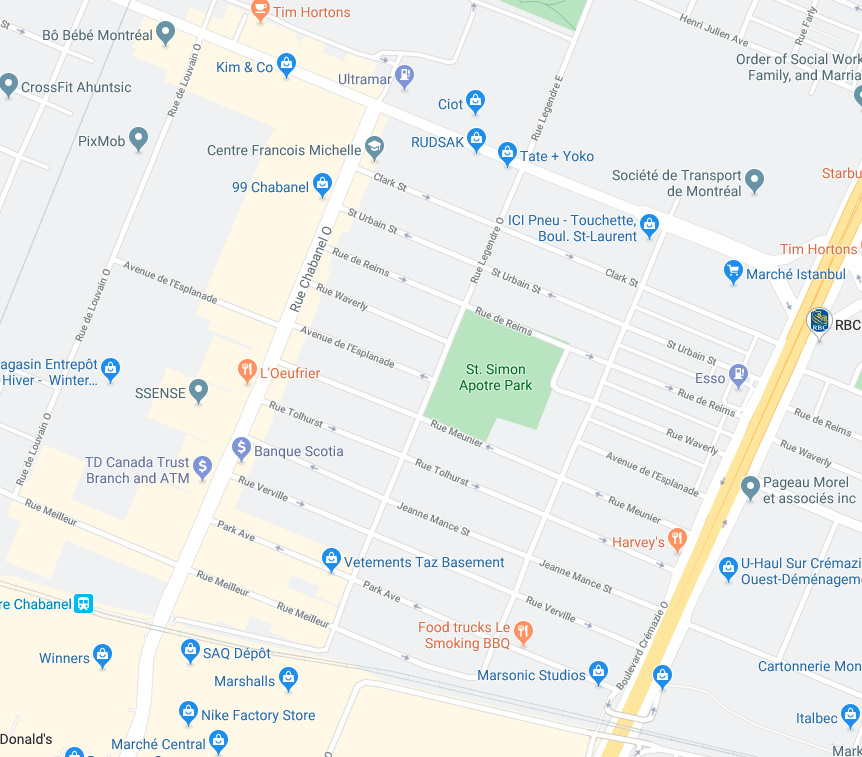 Tim Hortons
Bô Bébé Montréal
Henri Julien Ave
Rue Farly
St
Kim & Co
Ultramar
Order of Social Work
Family, and Marria
CrossFit Ahuntsic
Rue de Louvain O
Ciot
Rue Legendre E
PixMob
Centre Francois Michelle
RUDSAK
Tate + Yoko
Société de Transport
de Montréal
Starbu
99 Chabanel
Clark St
St Urbain St
ICI Pneu - Touchette,
Boul. St-Laurent
Tim Hortons
Rue Chabanel O
Rue Legendre O
Rue de Reims
St Urbain St
Clark St
Marché Istanbul
Avenue de l'Esplanade
Rue Waverly
Rue de Louvain O
Rue de Reims
RBC
RBC
Avenue de l'Esplanade
St Urbain St
agasin Entrepôt
Hiver - Winter...
L'Oeufrier
St. Simon
Apotre Park
Esso
SSENSE
Rue de Reims
Rue Tolhurst
Rue Meunier
Rue Waverly
Rue de Reims
Rue de Louvain O
Banque Scotia
TD Canada Trust
Branch and ATM
Rue Tolhurst
Avenue de l'Esplanade
Rue Waverly
Rue Verville
Jeanne Mance St
Rue Meunier
Pageau Morel
et associés inc
Rue Meilleur
Park Ave
Harvey's
Vetements Taz Basement
Jeanne Mance St
U-Haul Sur Crémazi
Ouest-Déménagem
Rue Meilleur
Park Ave
Rue Verville
re Chabanel
Rue Meilleur
Food trucks Le
Smoking BBQ
Boulevard Crémazie O
Winners
SAQ Dépôt
Marshalls
Marsonic Studios
Cartonnerie Mon
Nike Factory Store
Italbec
Donald's
Marché Central
Mark
O